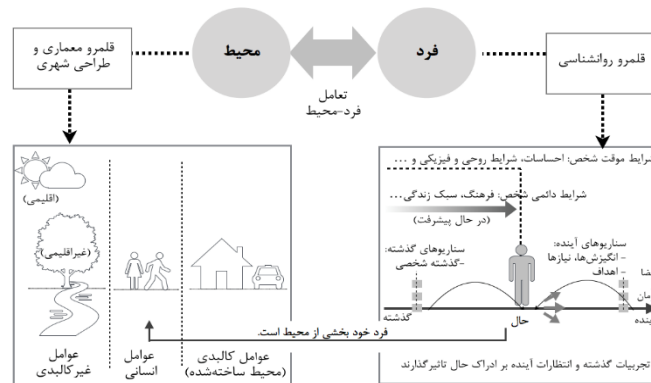 قلمرو معماری و
طراحی شهری
محیط
فرد
قلمرو روانشناسی
تعامل
فرد-محیط
شرایط موقت شخص: احساسات، شرایط روحی و فیزیکی و ...
شرایط دائمی شخص: فرهنگ، سبک زندگی...
(در حال پیشرفت)
سناریوهای گذشته:
-گذشته شخصی
سناریوهای آینده:
- انگیزش‌ها، نیازها
- اهداف
گذشته
حال
تجربیات گذشته و انتظارات آینده بر ادراک حال تاثیرگذارند
(اقلیمی)
(غیراقلیمی)
فرد خود بخشی از محیط است.
عوامل کالبدی
(محیط ساخته‌شده)
عوامل
انسانی
عوامل
غیرکالبدی